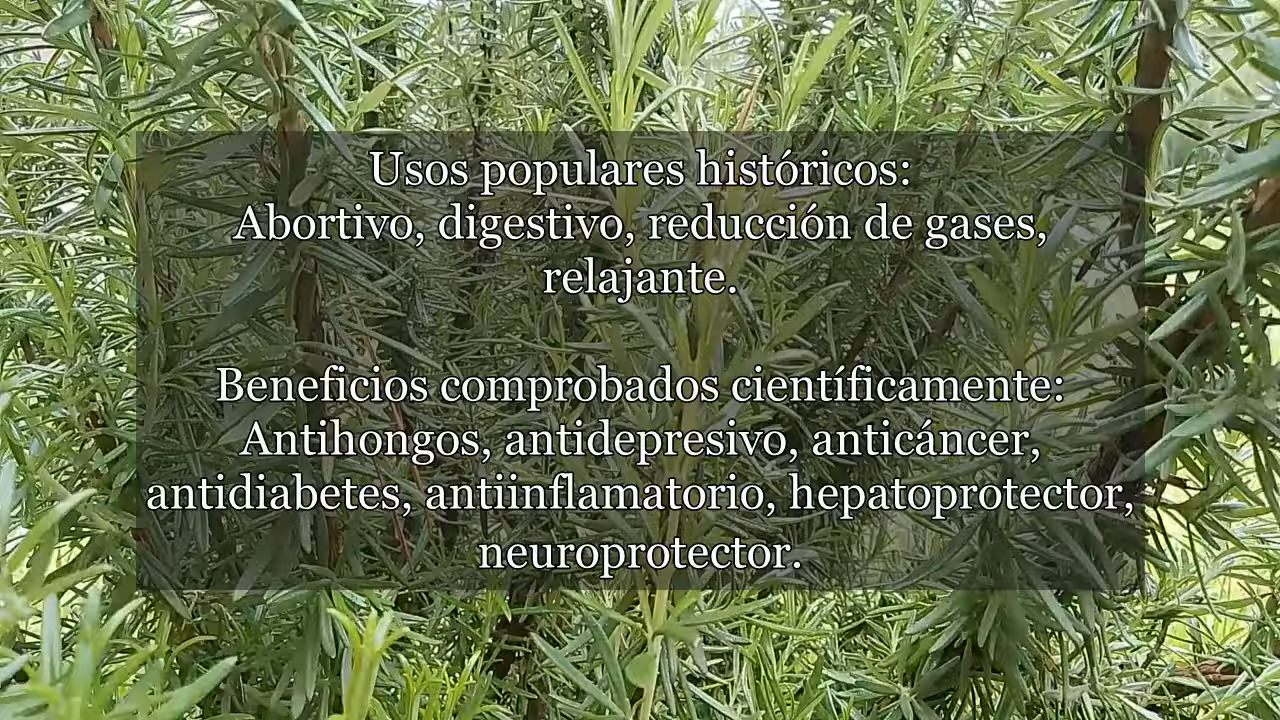 Usos populares históricos:
Abortivo, digestivo, reducción de gases,
relajante.
Beneficios comprobados científicamente:
Antihongos, antidepresivo, anticáncer,
antidiabetes, antiinflamatorio, hepatoprotector,
neuroprotector.